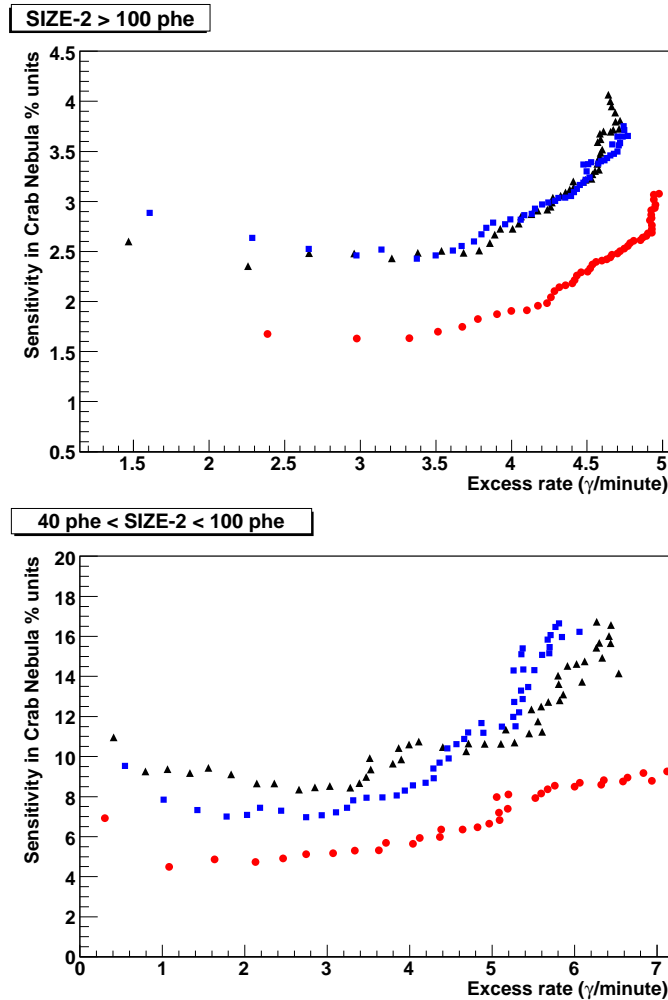 SIZE-2 > 100 phe
Sensitivity in Crab Nebula % units
4.5
4
3.5
3
2.5
2
1.5
1
0.5
1.5 2 2.5 3 3.5 4 4.5 5
Excess rate (γ/minute)
40 phe < SIZE-2 < 100 phe
Sensitivity in Crab Nebula % units
20
18
16
14
12
10
8
6
4
2
0
0 1 2 3 4 5 6 7
Excess rate (γ/minute)